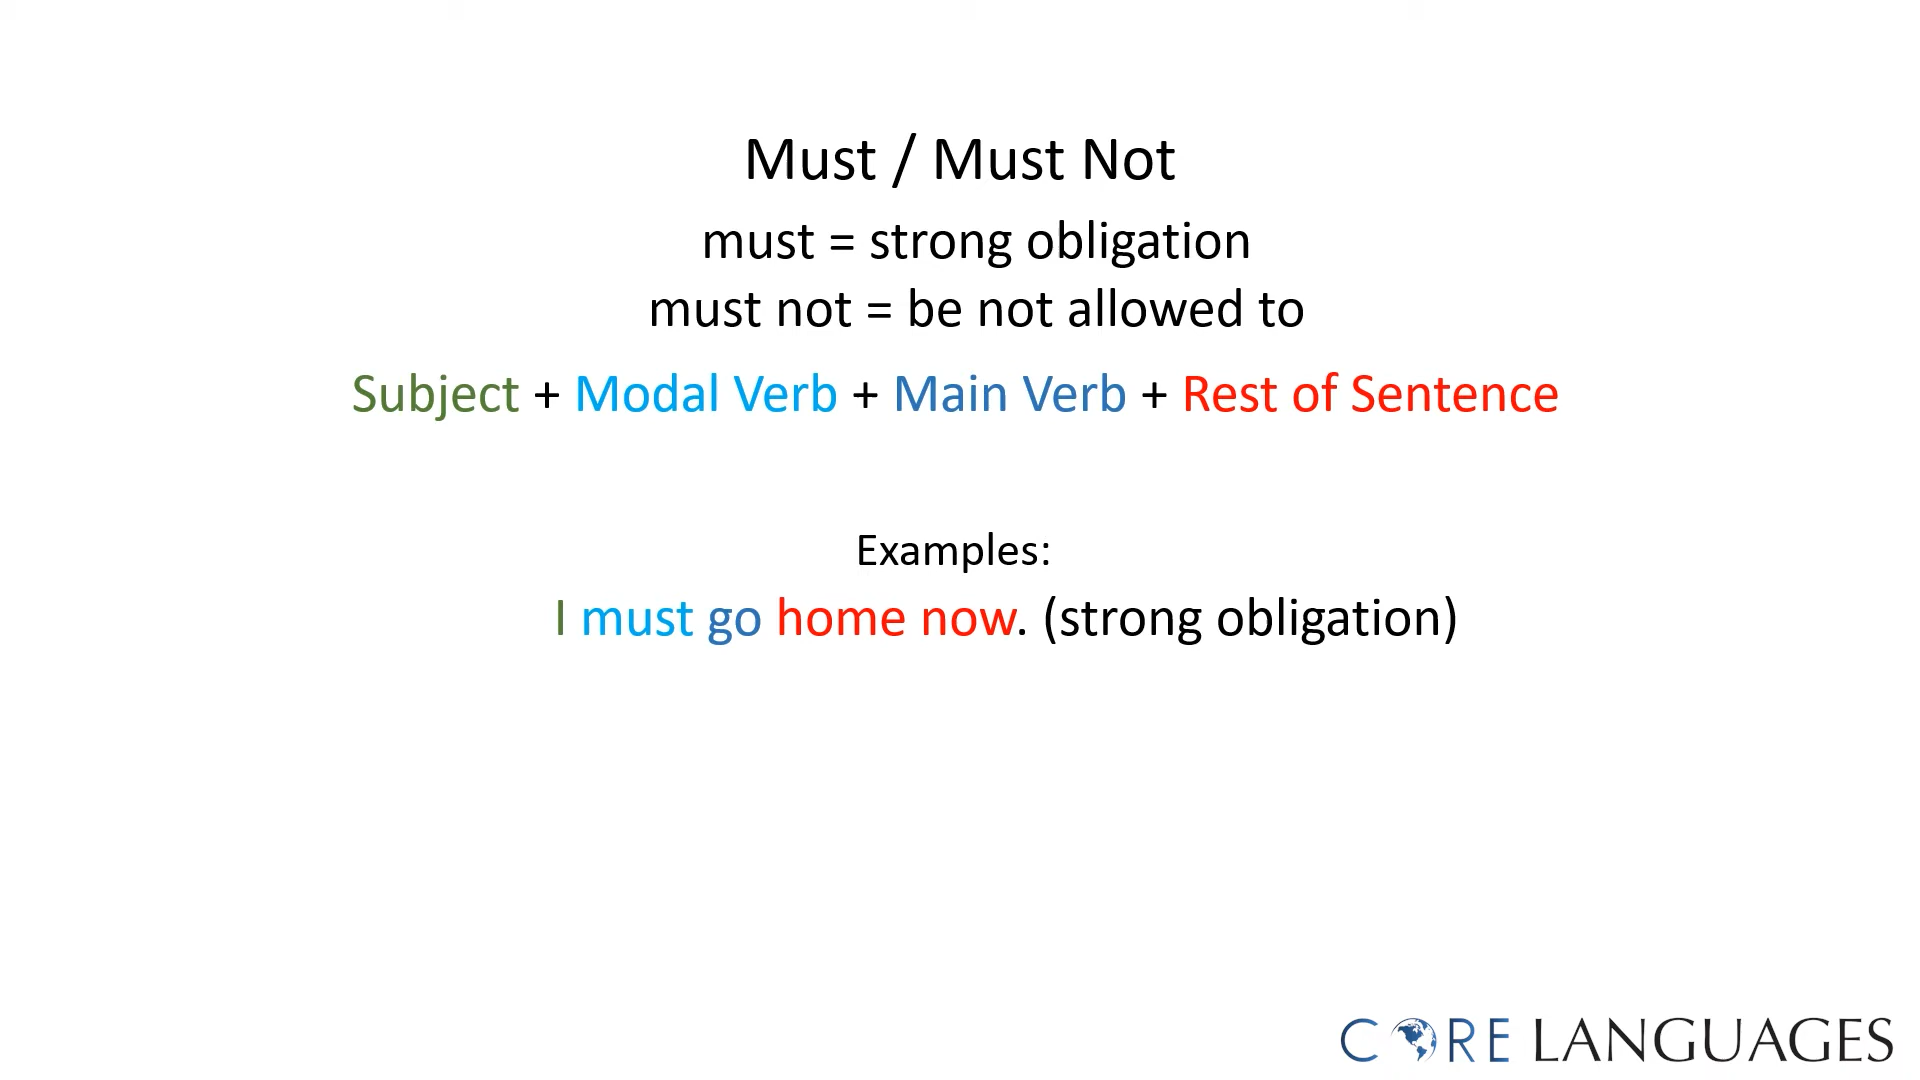 Must / Must Not
must = strong obligation
must not = be not allowed to
Subject + Modal Verb + Main Verb + Rest of Sentence
Examples:
I must go home now. (strong obligation)
CORE LANGUAGES